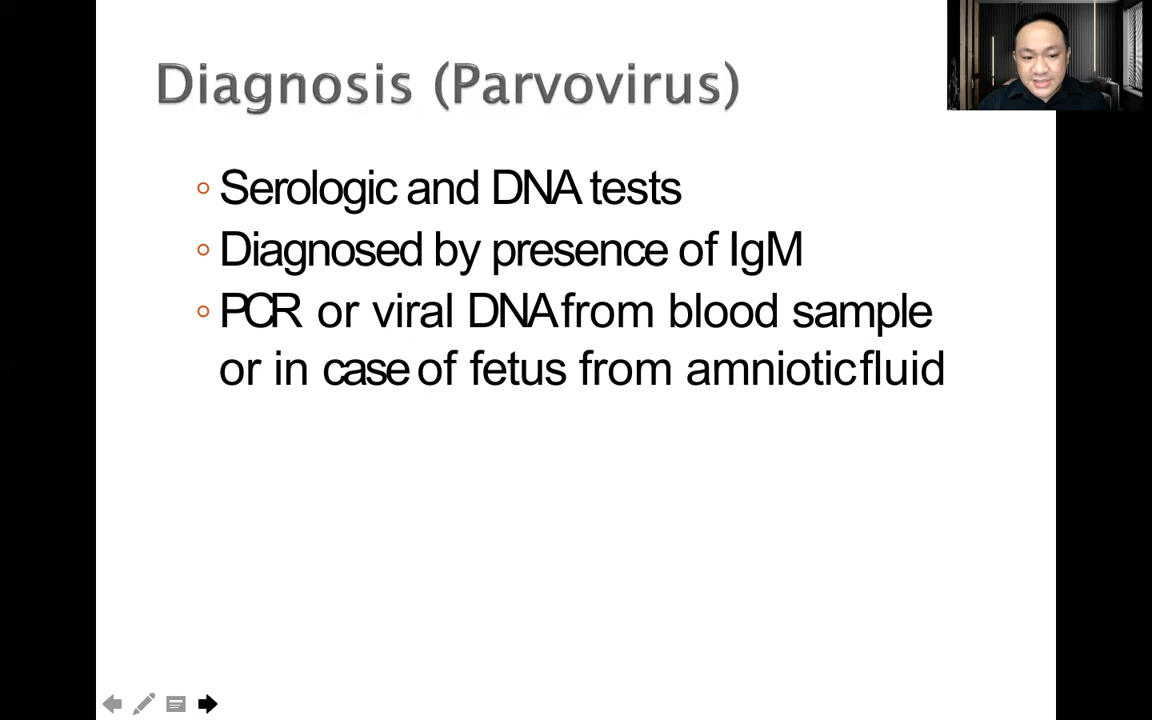 Diagnosis (Parvovirus)
Serologic and DNA tests
Diagnosed by presence of IgM
PCR or viral DNA from blood sample
or in case of fetus from amniotic fluid